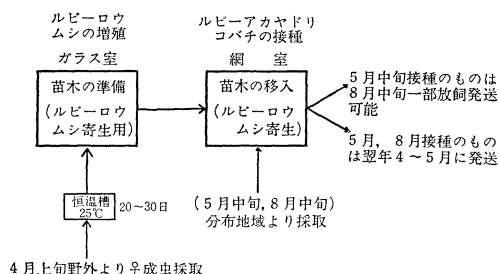 ルビーロウ
ムシの増殖
ガラス室
苗木の準備
(ルビーロウ
ムシ寄生用)
ルビーアカヤドリ
コバチの接種
網 室
苗木の移入
(ルビーロウ
ムシ寄生)
5月中旬接種のものは
8月中旬一部放飼発送
可能
5月,8月接種のもの
は翌年4~5月に発送
恒温槽
25℃
20~30日
(5月中旬,8月中旬)
分布地域より採取
4月上旬野外より♀成虫採取